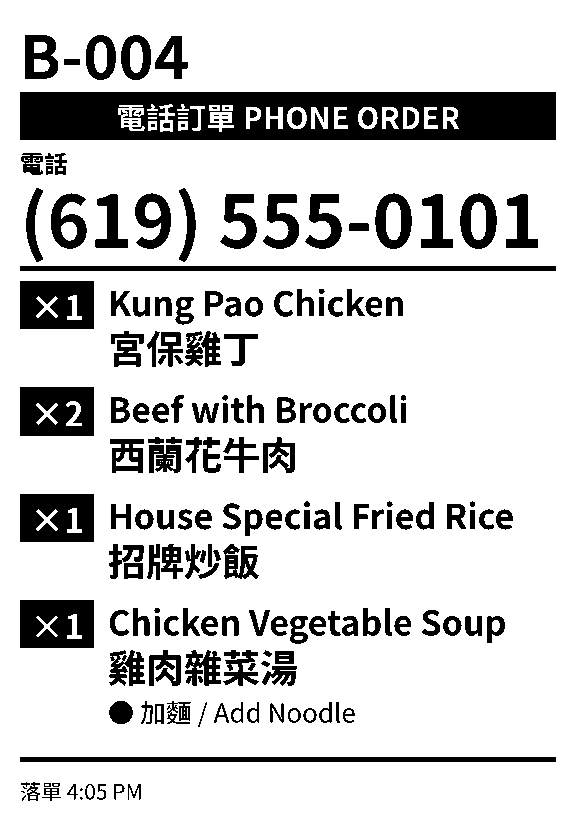 B-004
電話訂單 PHONE ORDER
電話
(619) 555-0101
×1 Kung Pao Chicken
宮保雞丁
×2 Beef with Broccoli
西蘭花牛肉
×1 House Special Fried Rice
招牌炒飯
×1 Chicken Vegetable Soup
雞肉雜菜湯
● 加麵 / Add Noodle
落單 4:05 PM